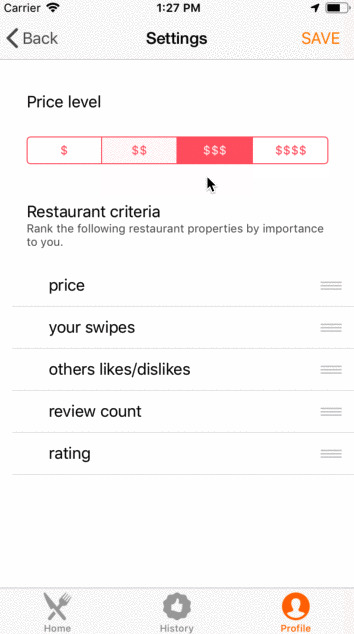 Carrier 1:27 PM
Back Settings SAVE
Price level
$ $$ $$$ $$$$
Restaurant criteria
Rank the following restaurant properties by importance
to you.
price
your swipes
others likes/dislikes
review count
rating
Home History Profile